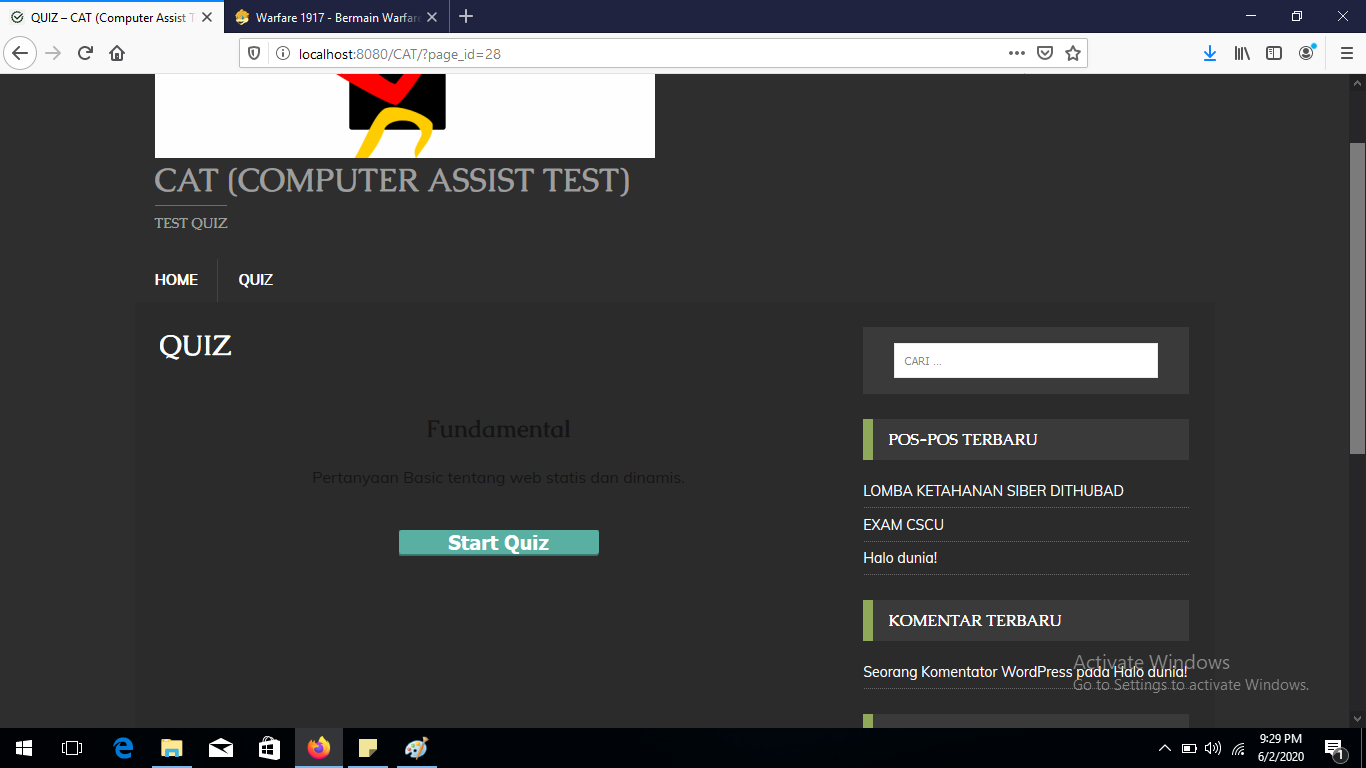 QUIZ – CAT (Computer Assist T
Warfare 1917 - Bermain Warfare
localhost:8080/CAT/?page_id=28
CAT (COMPUTER ASSIST TEST)
TEST QUIZ
HOME
QUIZ
QUIZ
Fundamental
Pertanyaan Basic tentang web statis dan dinamis.
Start Quiz
CARI ...
POS-POS TERBARU
LOMBA KETAHANAN SIBER DITHUBAD
EXAM CSCU
Halo dunia!
KOMENTAR TERBARU
Seorang Komentator WordPress pada Halo dunia!
Activate Windows
Go to Settings to activate Windows.
9:29 PM
6/2/2020
1